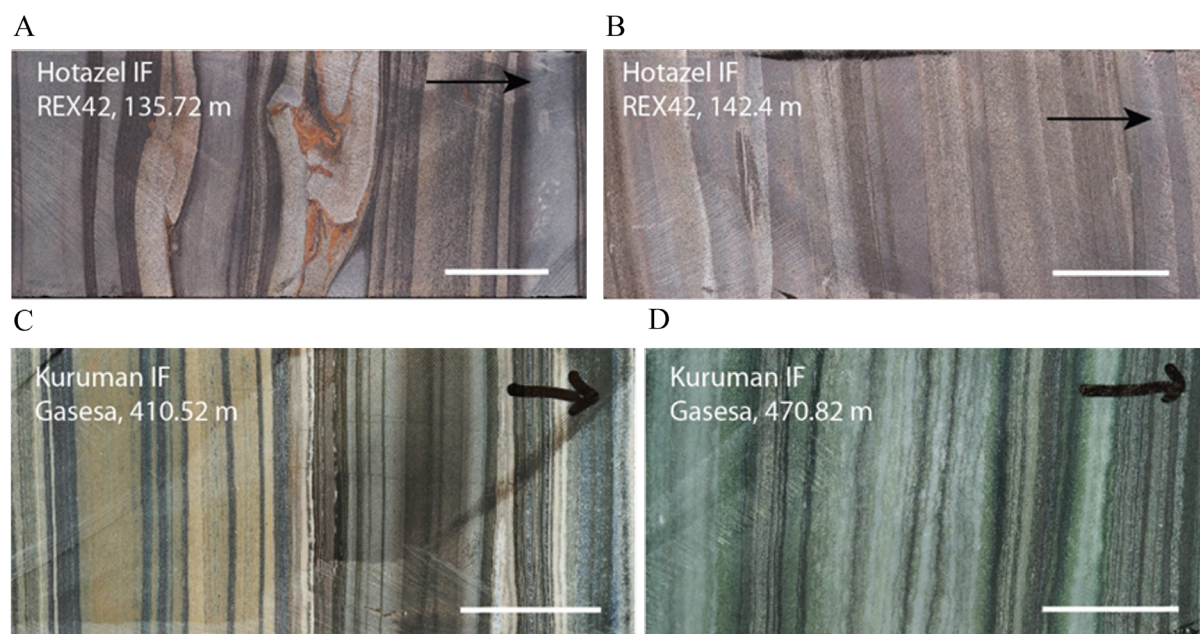 A
B
Hotazel IF
REX42, 135.72 m
Hotazel IF
REX42, 142.4 m
C
D
Kuruman IF
Gasesa, 410.52 m
Kuruman IF
Gasesa, 470.82 m